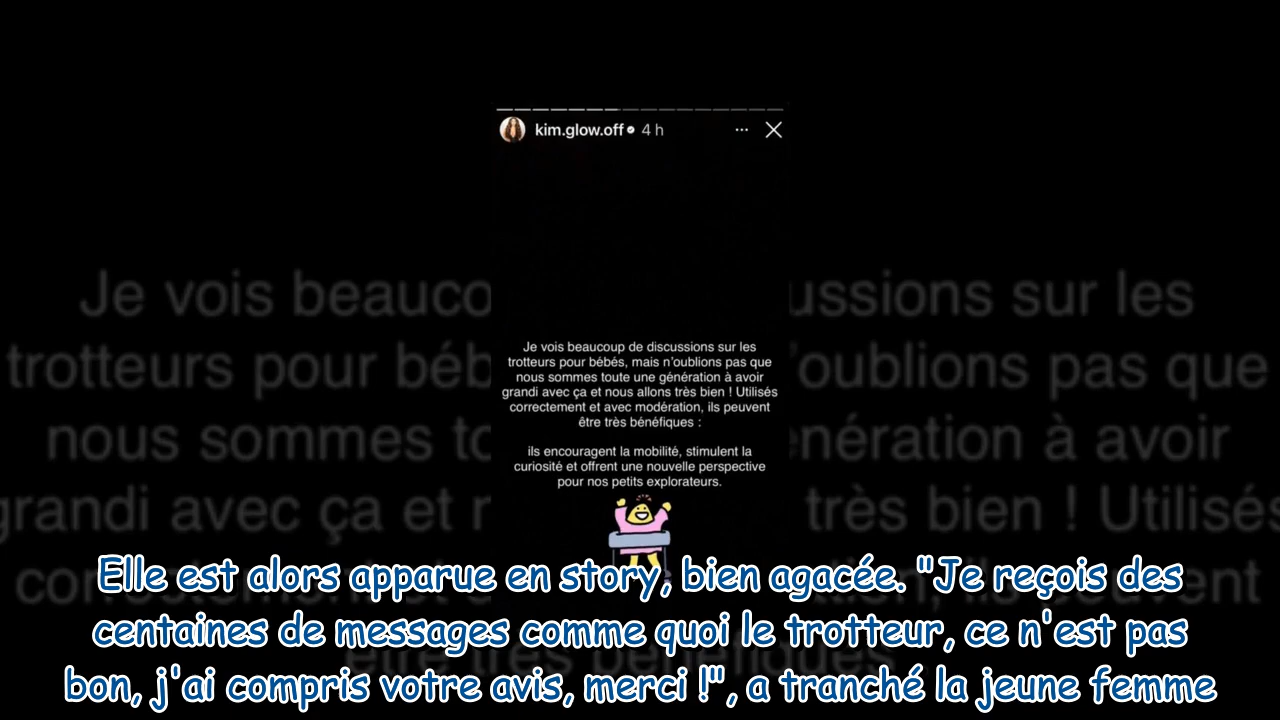 kim.glow.off 4 h
Je vois beaucoup de discussions sur les
trotteurs pour bébés, mais n'oublions pas que
nous sommes toute une génération à avoir
grandi avec ça et nous allons très bien ! Utilisés
correctement et avec modération, ils peuvent
être très bénéfiques :
ils encouragent la mobilité, stimulent la
curiosité et offrent une nouvelle perspective
pour nos petits explorateurs.
Elle est alors apparue en story, bien agacée. "Je reçois des
centaines de messages comme quoi le trotteur, ce n'est pas
bon, j'ai compris votre avis, merci !", a tranché la jeune femme